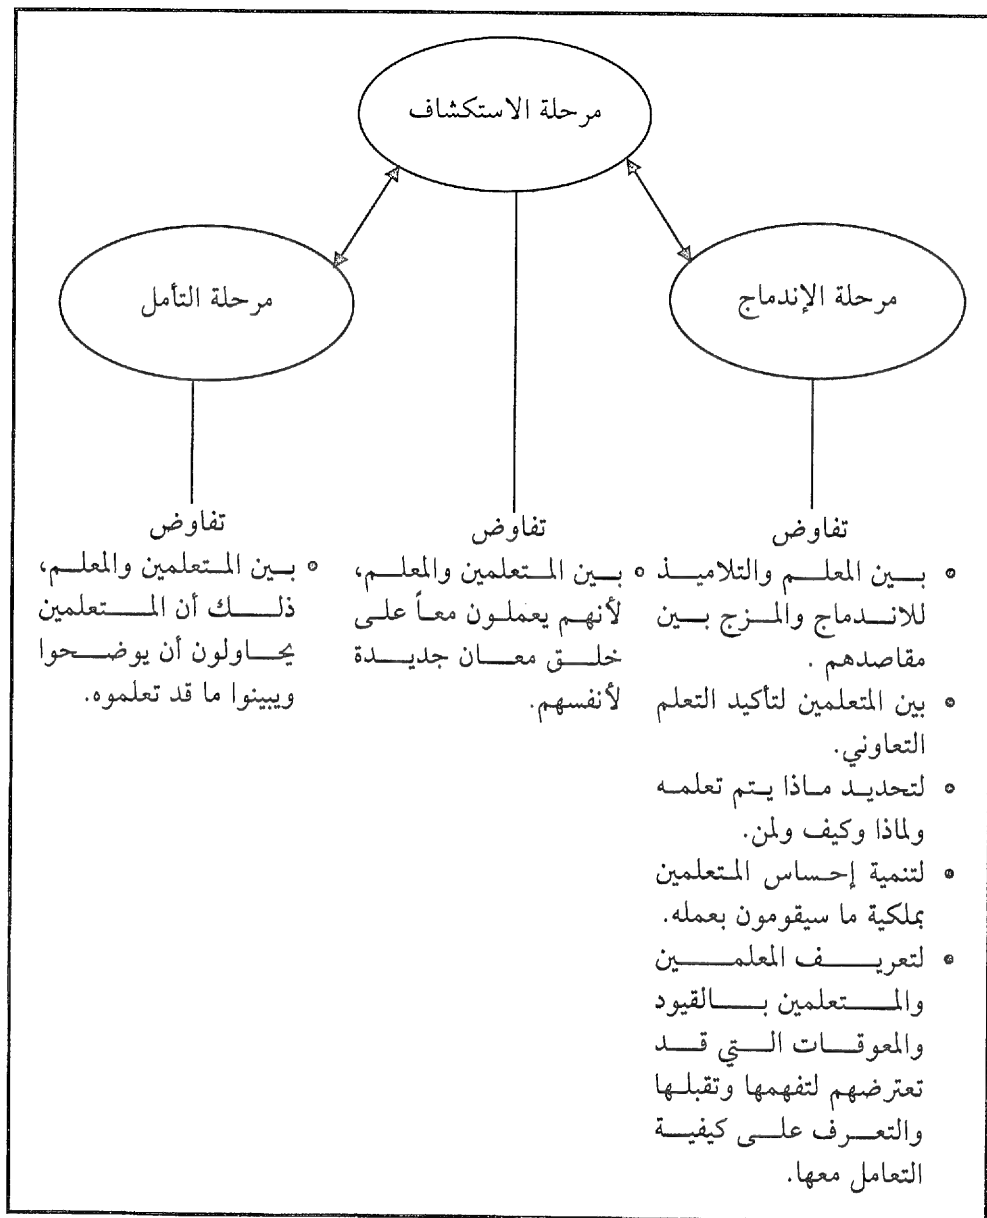 مرحلة الاستكشاف
مرحلة الإندماج
مرحلة التأمل
تفاوض
• بين المعلم والتلاميذ
للاندماج والمزج بين
مقاصدهم .
• بين المتعلمين لتأكيد التعلم
التعاوني.
• لتحديد ماذا يتم تعلمه
ولماذا وكيف ولمن.
• لتنمية إحساس المتعلمين
بملكية ما سيقومون بعمله.
• لتعريف المعلمين
والمتعلمين بالقيود
والمعوقات التي قد
تعترضهم لتفهمها وتقبلها
والتعرف على كيفية
التعامل معها.
تفاوض
• بين المتعلمين والمعلم،
لأنهم يعملون معاً على
خلق معان جديدة
لأنفسهم.
تفاوض
• بين المتعلمين والمعلم،
ذلك أن المتعلمين
يحاولون أن يوضحوا
ويبينوا ما قد تعلموه.